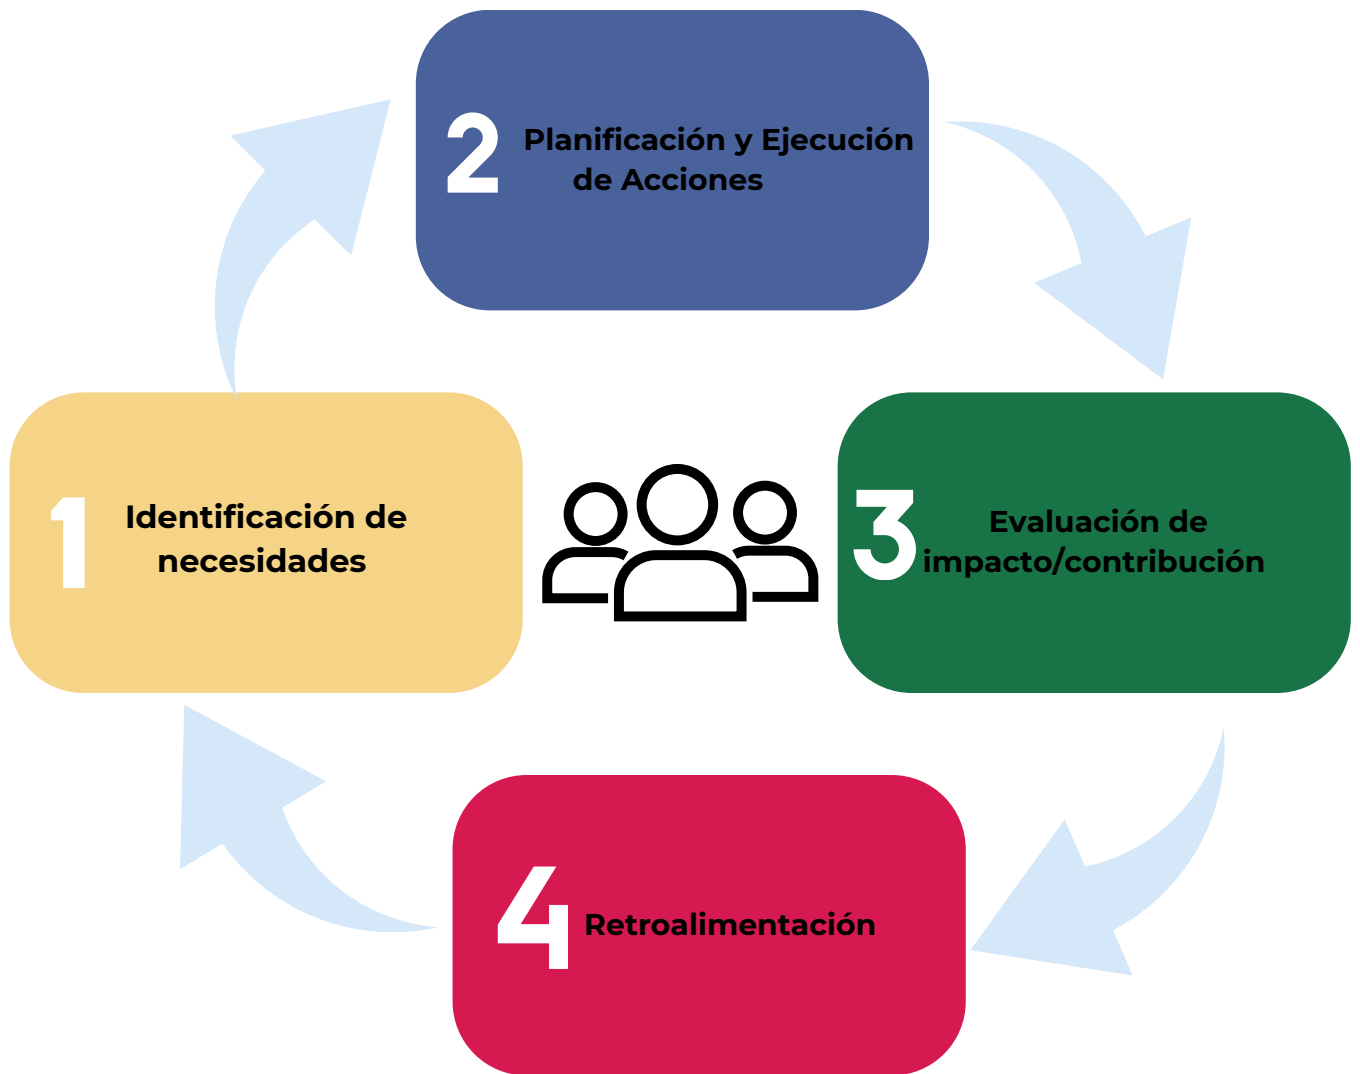 1
Identificación de
necesidades
2
Planificación y Ejecución
de Acciones
3
Evaluación de
impacto/contribución
4
Retroalimentación